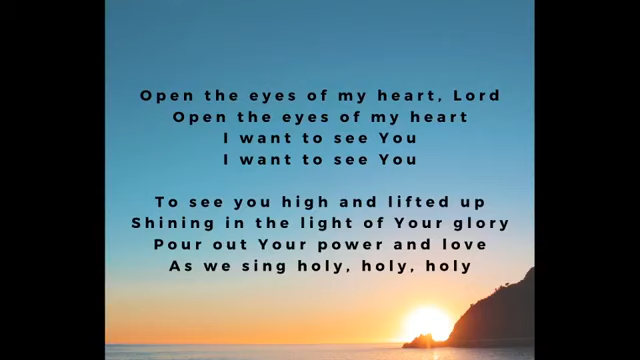 Open the eyes of my heart, Lord
Open the eyes of my heart
I want to see You
I want to see You
To see you high and lifted up
Shining in the light of Your glory
Pour out Your power and love
As we sing holy, holy, holy